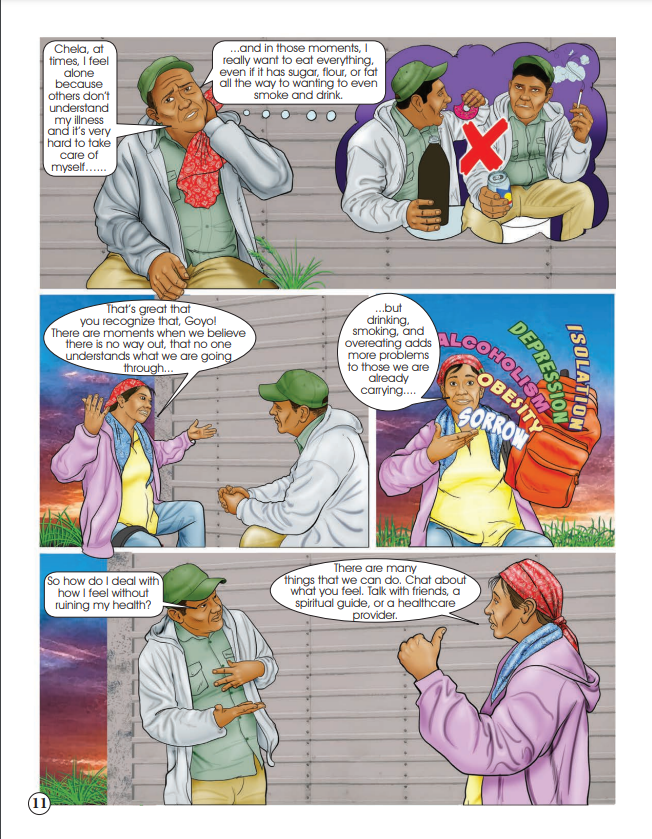 Chela, at
times, I feel
alone
because
others don't
understand
my illness
and it's very
hard to take
care of
myself……
...and in those moments, I
really want to eat everything,
even if it has sugar, flour, or fat
all the way to wanting to even
smoke and drink.
That's great that
you recognize that, Goyo!
There are moments when we believe
there is no way out, that no one
understands what we are going
through...
...but
drinking,
smoking, and
overeating adds
more problems
to those we are
already
carrying....
ALCOHOLISM
DEPRESSION
ISOLATION
OBESITY
SORROW
So how do I deal with
how I feel without
ruining my health?
There are many
things that we can do. Chat about
what you feel. Talk with friends, a
spiritual guide, or a healthcare
provider.
11